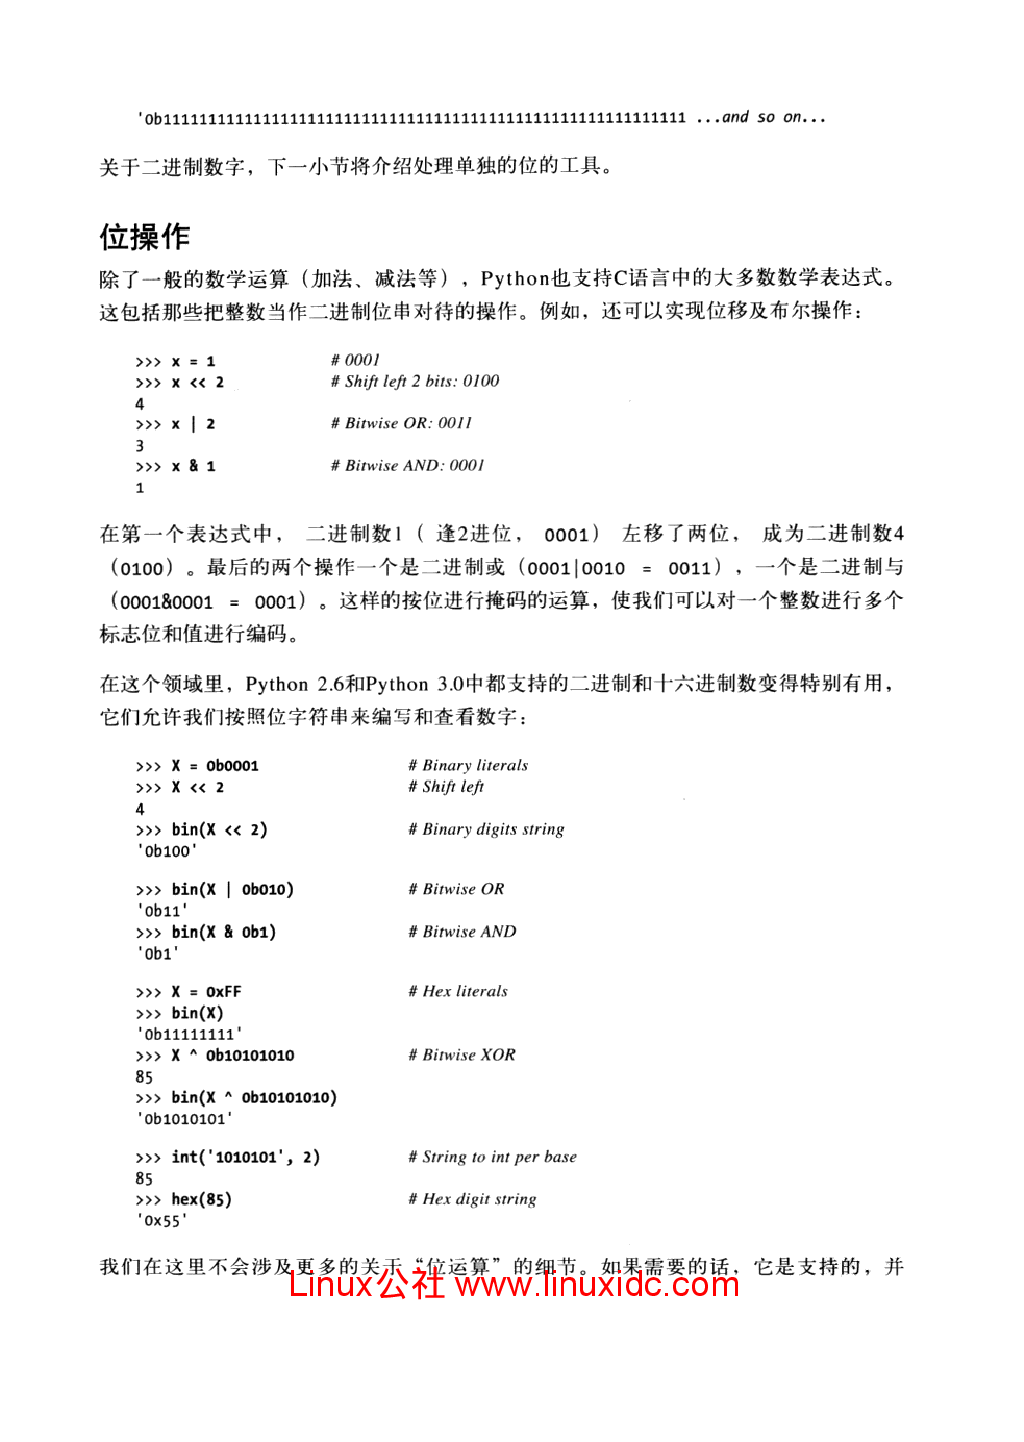 '0b1111111111111111111111111111111111111111111111111111111111111 ...and so on...
关于二进制数字，下一小节将介绍处理单独的位的工具。
位操作
除了一般的数学运算（加法、减法等），Python也支持C语言中的大多数数学表达式。
这包括那些把整数当作二进制位串对待的操作。例如，还可以实现位移及布尔操作：
>>> x = 1 # 0001
>>> x << 2 # Shift left 2 bits: 0100
4
>>> x | 2 # Bitwise OR: 0011
3
>>> x & 1 # Bitwise AND: 0001
1
在第一个表达式中， 二进制数1（ 逢2进位， 0001） 左移了两位， 成为二进制数4
（0100）。最后的两个操作一个是二进制或（0001|0010 = 0011），一个是二进制与
（0001&0001 = 0001）。这样的按位进行掩码的运算，使我们可以对一个整数进行多个
标志位和值进行编码。
在这个领域里，Python 2.6和Python 3.0中都支持的二进制和十六进制数变得特别有用，
它们允许我们按照位字符串来编写和查看数字：
>>> X = 0b0001 # Binary literals
>>> X << 2 # Shift left
4
>>> bin(X << 2) # Binary digits string
'0b100'
>>> bin(X | 0b010) # Bitwise OR
'0b11'
>>> bin(X & 0b1) # Bitwise AND
'0b1'
>>> X = 0xFF # Hex literals
>>> bin(X)
'0b11111111'
>>> X ^ 0b10101010 # Bitwise XOR
85
>>> bin(X ^ 0b10101010)
'0b1010101'
>>> int('1010101', 2) # String to int per base
85
>>> hex(85) # Hex digit string
'0x55'
我们在这里不会涉及更多的关于“位运算”的细节。如果需要的话，它是支持的，并
Linux公社 www.linuxidc.com